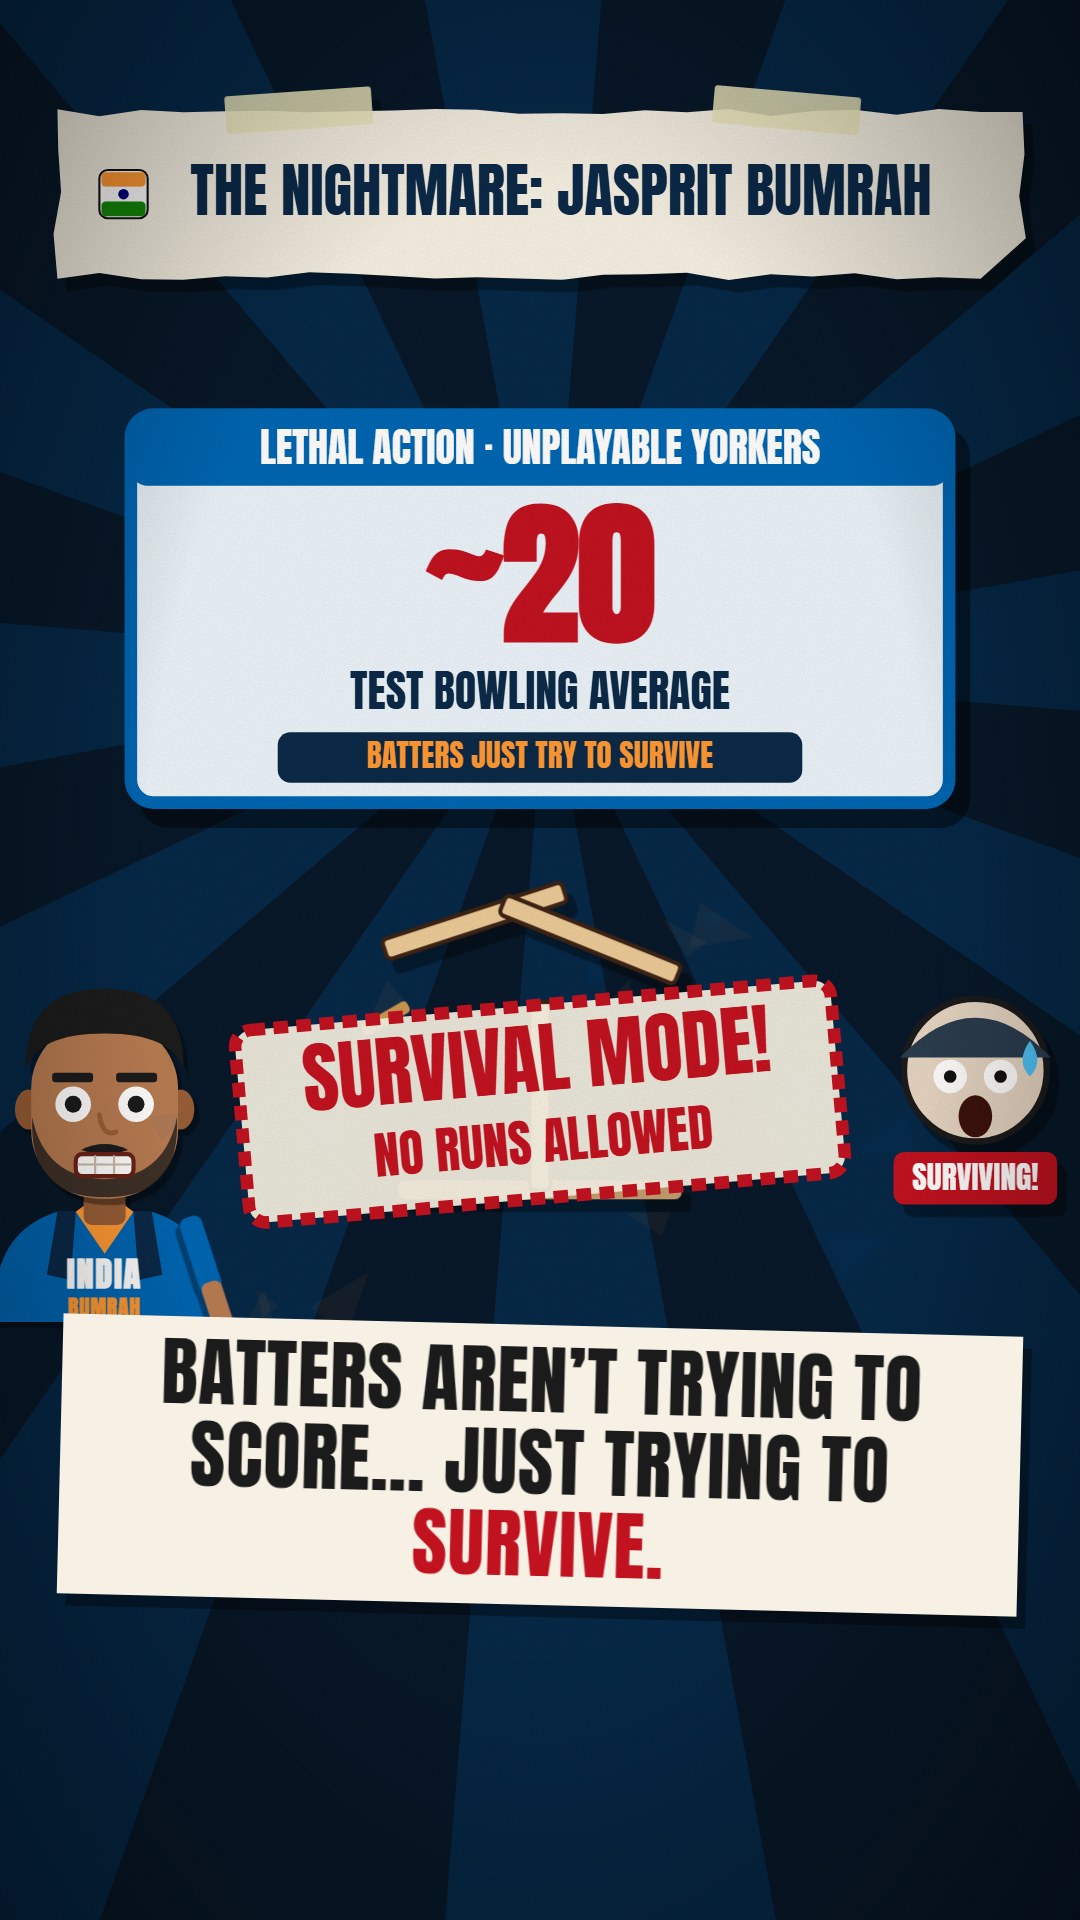 THE NIGHTMARE: JASPRIT BUMRAH
LETHAL ACTION · UNPLAYABLE YORKERS
~20
TEST BOWLING AVERAGE
BATTERS JUST TRY TO SURVIVE
SURVIVAL MODE!
NO RUNS ALLOWED
SURVIVING!
INDIA
BUMRAH
BATTERS AREN’T TRYING TO
SCORE... JUST TRYING TO
SURVIVE.